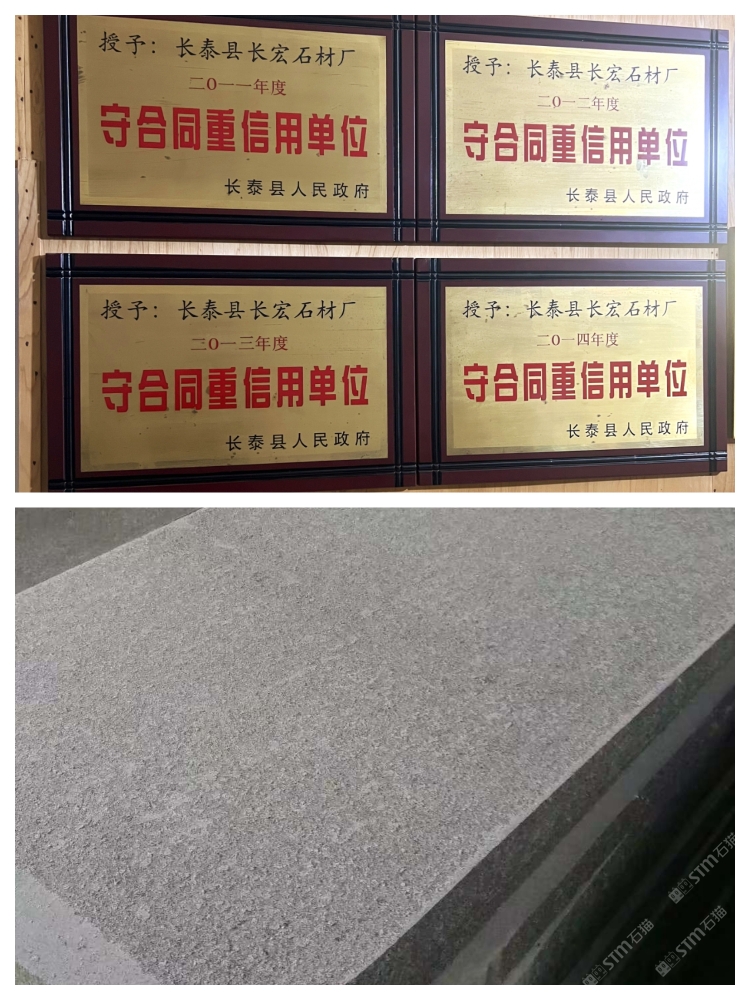 授予：长泰县长宏石材厂
二0一一年度
守合同重信用单位
长泰县人民政府
授予：长泰县长宏石材厂
二0一二年度
守合同重信用单位
长泰县人民政府
授予：长泰县长宏石材厂
二0一三年度
守合同重信用单位
长泰县人民政府
授予：长泰县长宏石材厂
二0一四年度
守合同重信用单位
长泰县人民政府
STM石猫
STM石猫